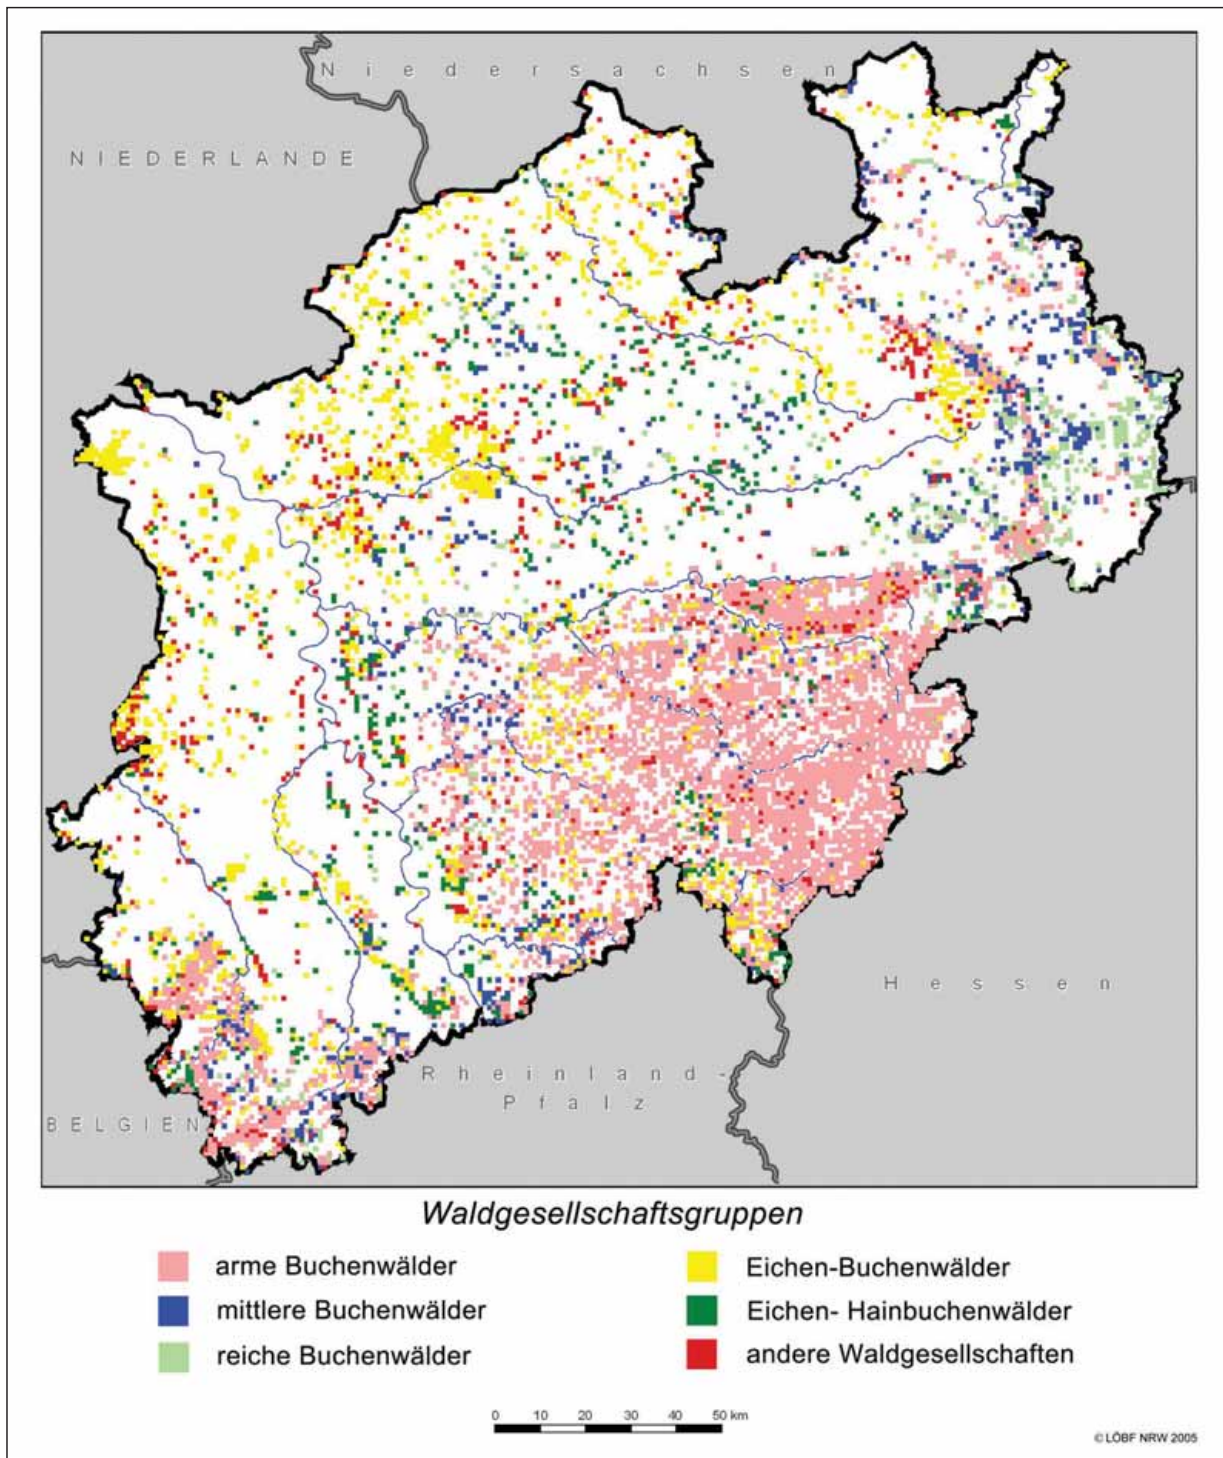 Niedersachsen
NIEDERLANDE
Hessen
Rheinland-
Pfalz
BELGIEN
Waldgesellschaftsgruppen
arme Buchenwälder
Eichen-Buchenwälder
mittlere Buchenwälder
Eichen- Hainbuchenwälder
reiche Buchenwälder
andere Waldgesellschaften
0 10 20 30 40 50 km
© LÖBF NRW 2005